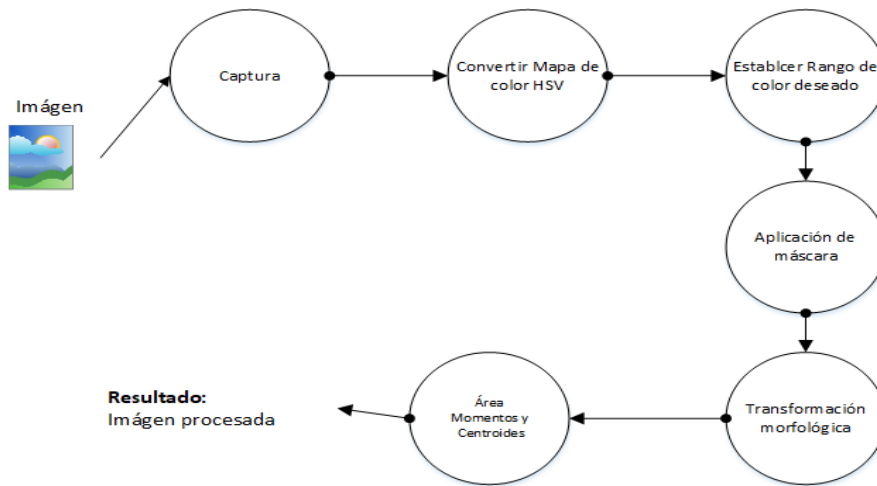 Imágen
Captura
Convertir Mapa de
color HSV
Establcer Rango de
color deseado
Aplicación de
máscara
Transformación
morfológica
Área
Momentos y
Centroides
Resultado:
Imágen procesada